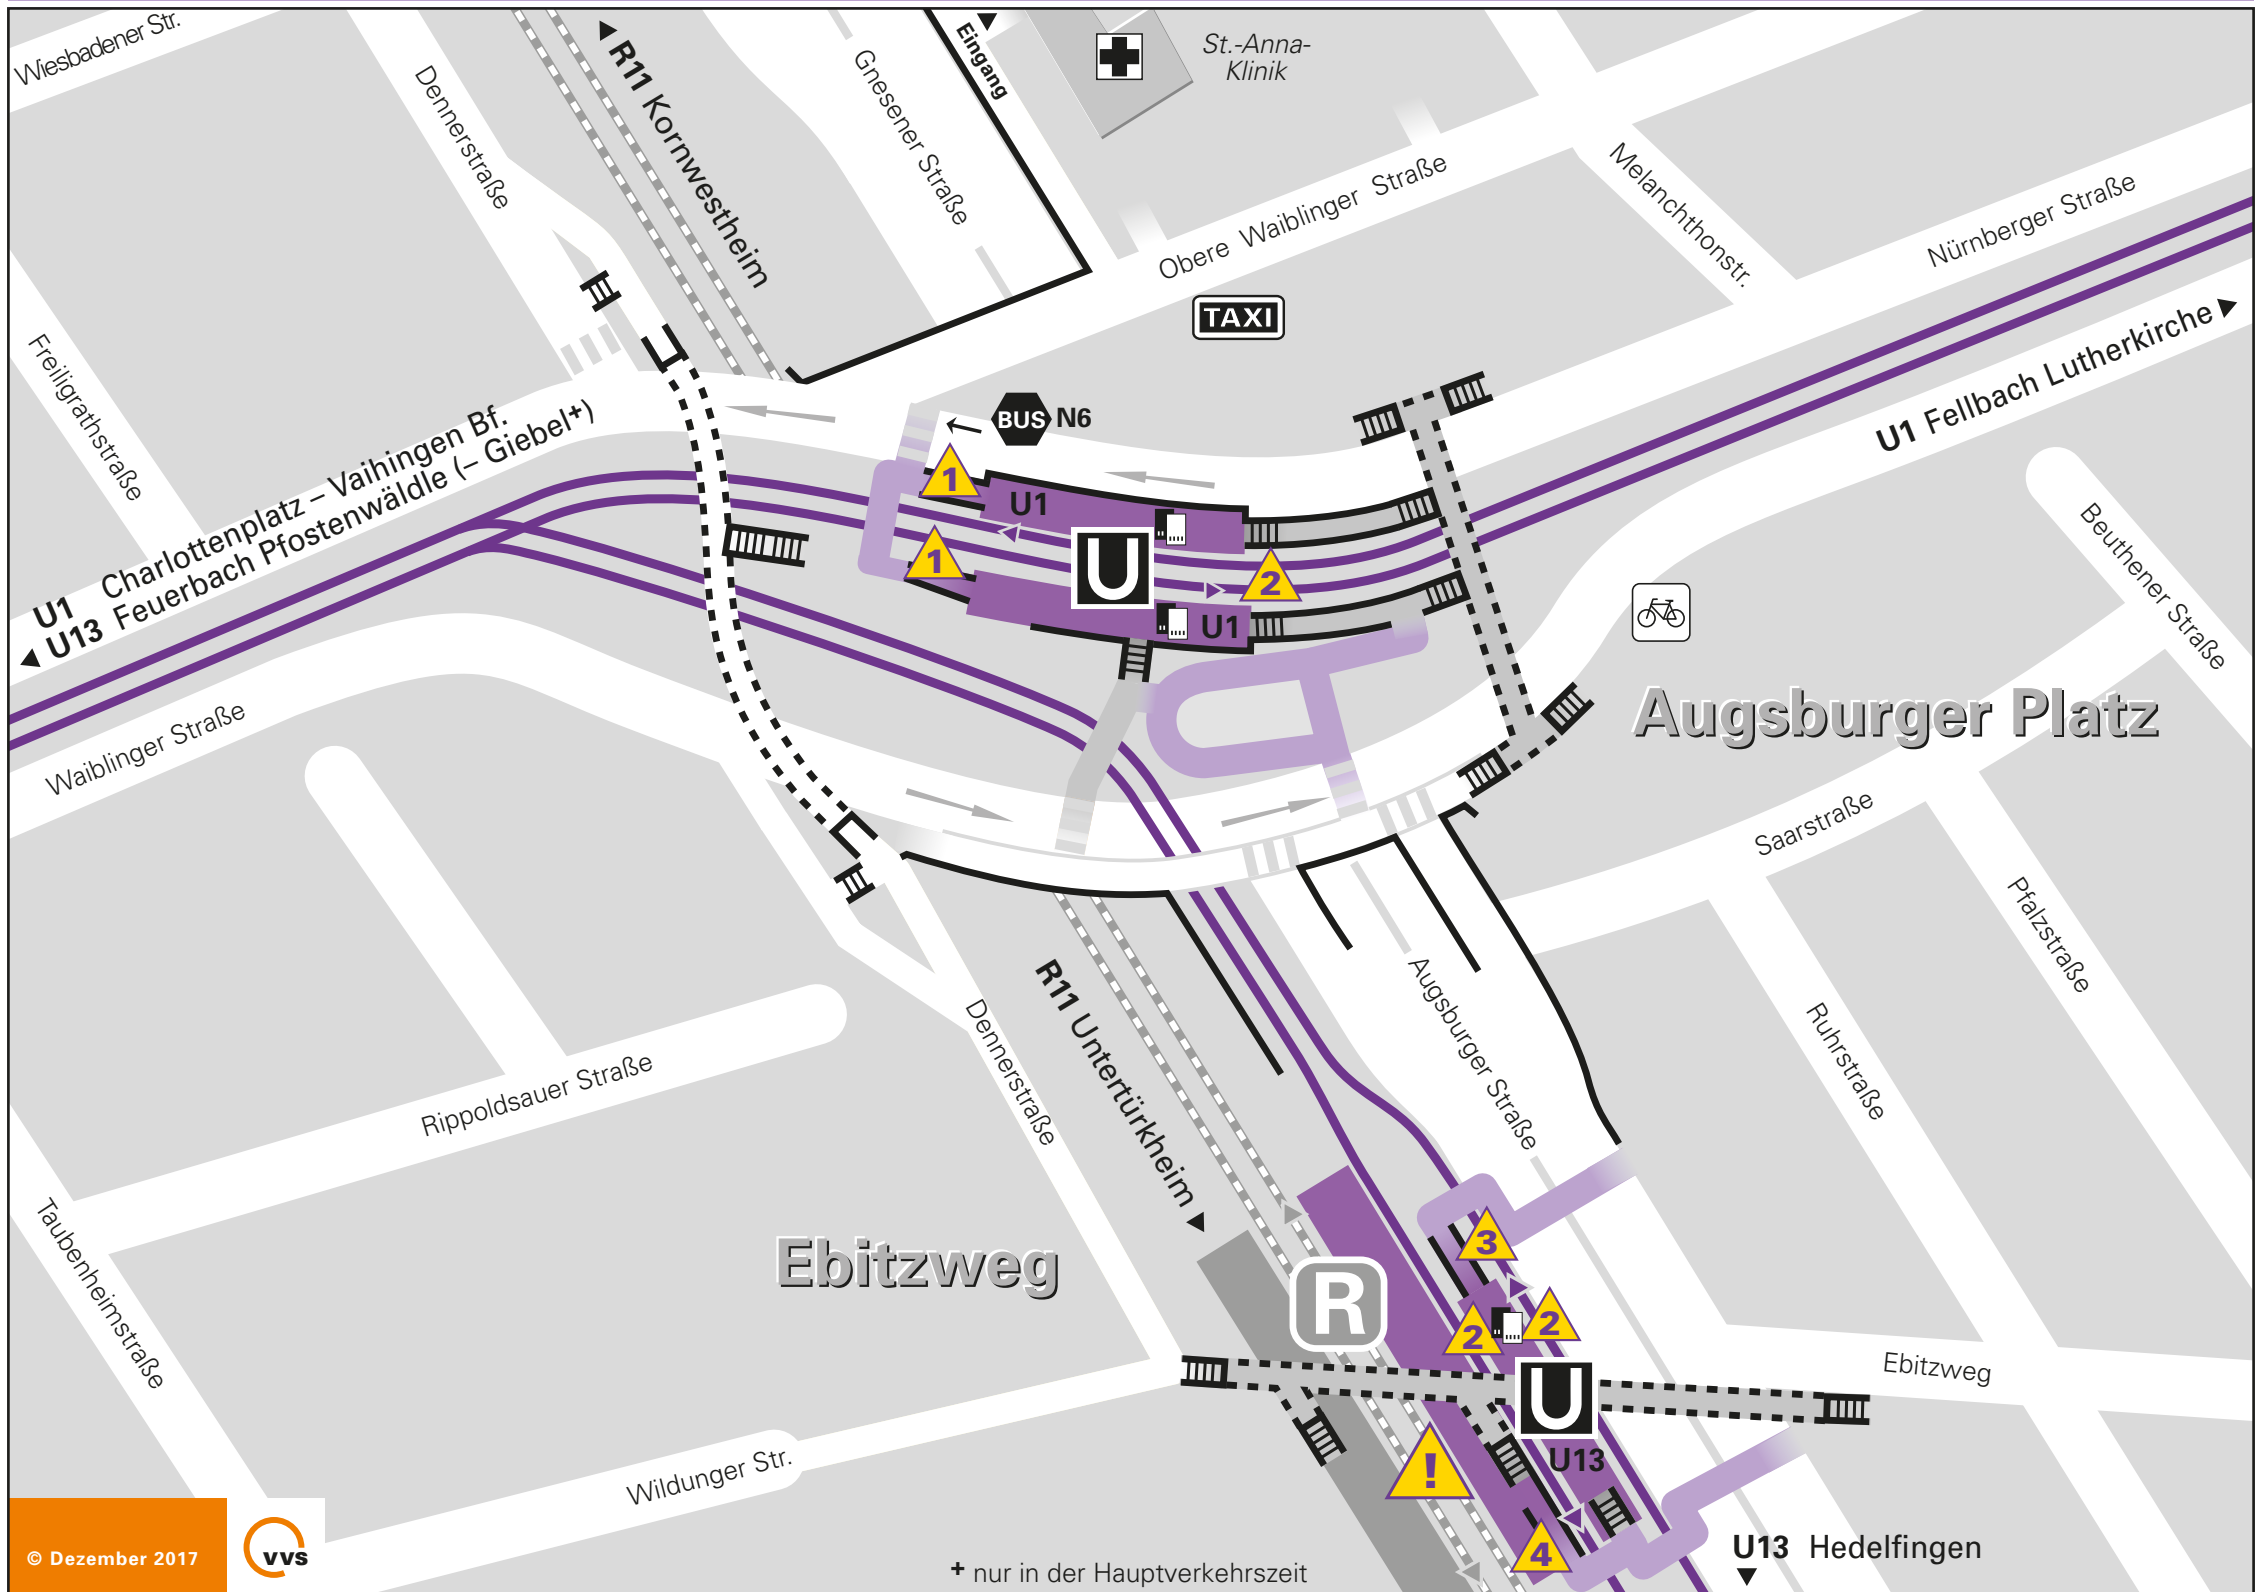 Wiesbadener Str.
Dennerstraße
R11 Kornwestheim
Gnesener Straße
Eingang
St.-Anna-
Klinik
Obere Waiblinger Straße
Melanchthonstr.
Nürnberger Straße
TAXI
Freiligrathstraße
BUS N6
U1 Fellbach Lutherkirche
U1 Charlottenplatz – Vaihingen Bf.
U13 Feuerbach Pfostenwäldle (– Giebel+)
1
U1
1
U
2
U1
Beuthener Straße
Augsburger Platz
Waiblinger Straße
Saarstraße
Pfalzstraße
Ruhrstraße
Augsburger Straße
R11 Untertürkheim
Dennerstraße
Rippoldsauer Straße
Taubenheimstraße
Ebitzweg
3
R
2
2
Ebitzweg
U
U13
!
Wildunger Str.
4
U13 Hedelfingen
© Dezember 2017
vvs
+ nur in der Hauptverkehrszeit